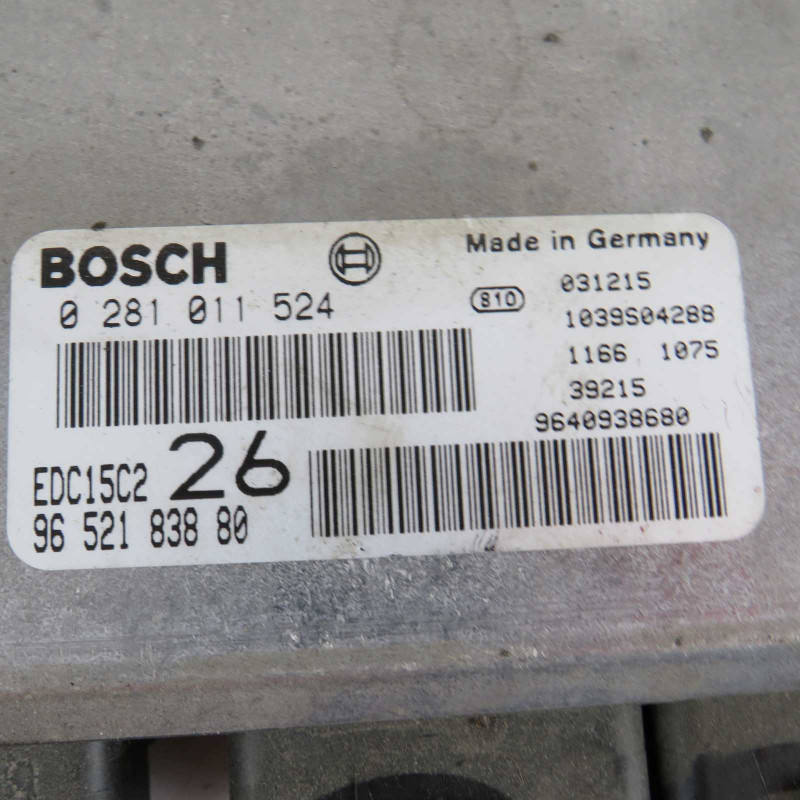 BOSCH
Made in Germany
0 281 011 524
810
031215
1039S04288
1166 1075
39215
9640938680
EDC15C2 26
96 521 838 80